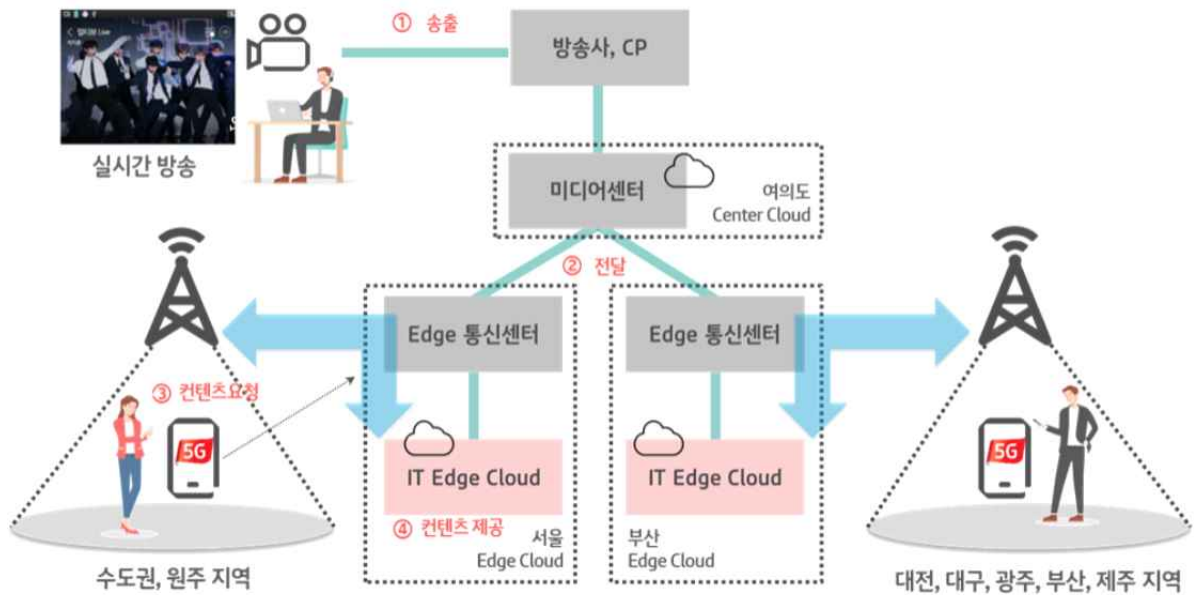 ① 송출
멀티뷰 Live
방송사, CP
실시간 방송
미디어센터
여의도
Center Cloud
② 전달
Edge 통신센터
Edge 통신센터
③ 컨텐츠요청
5G
5G
IT Edge Cloud
IT Edge Cloud
④ 컨텐츠 제공
서울
Edge Cloud
부산
Edge Cloud
수도권, 원주 지역
대전, 대구, 광주, 부산, 제주 지역